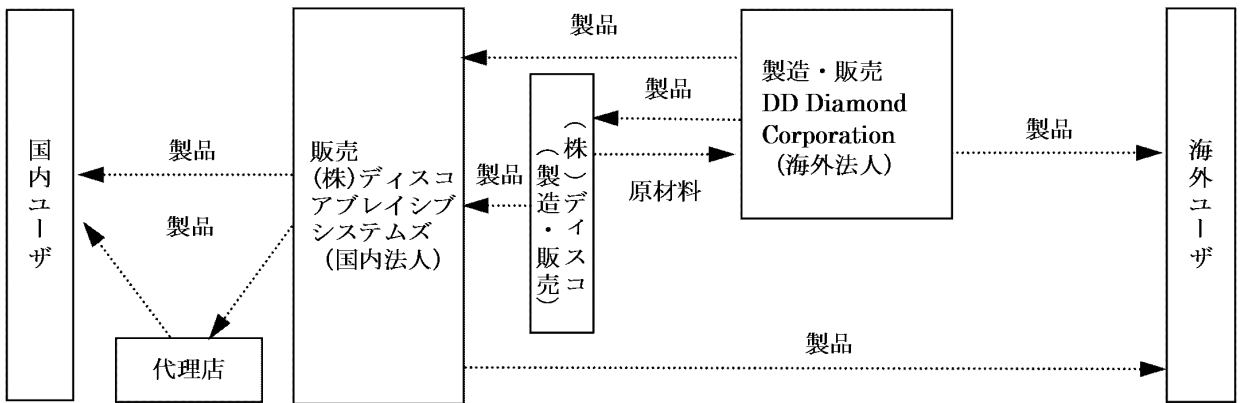 国内ユーザ
製品
製品
代理店
販売
(株)ディスコ
アブレイシブ
システムズ
(国内法人)
製品
製品
製品
(株)ディスコ
(製造・販売)
原材料
製造・販売
DD Diamond
Corporation
(海外法人)
製品
製品
海外ユーザ